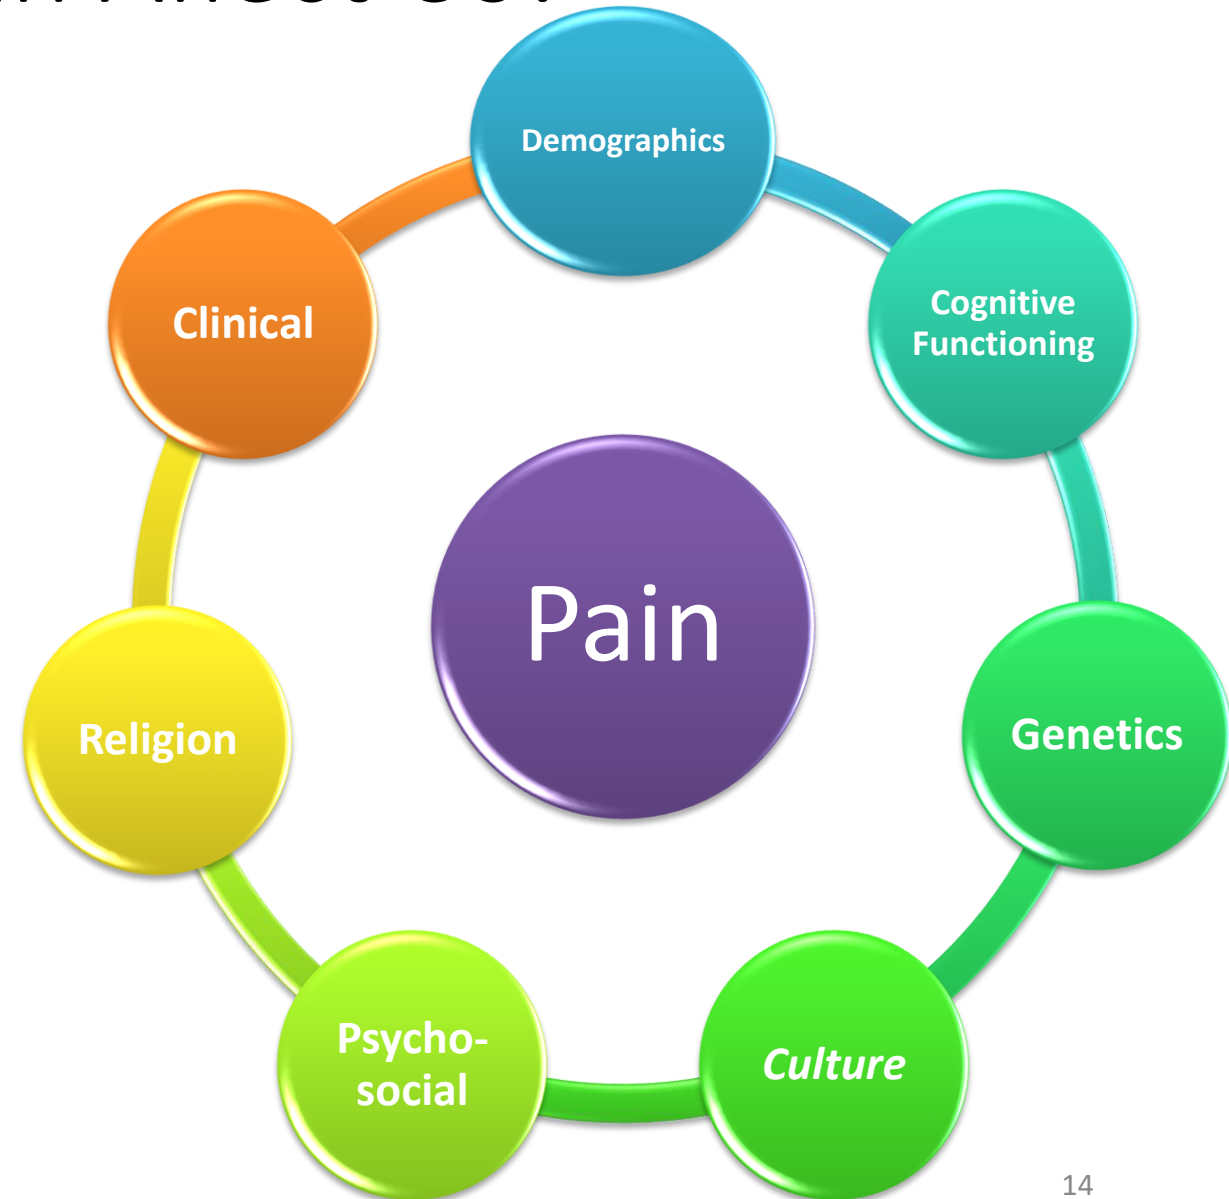 Demographics
Cognitive
Functioning
Clinical
Pain
Religion
Genetics
Psycho-
social
Culture
14